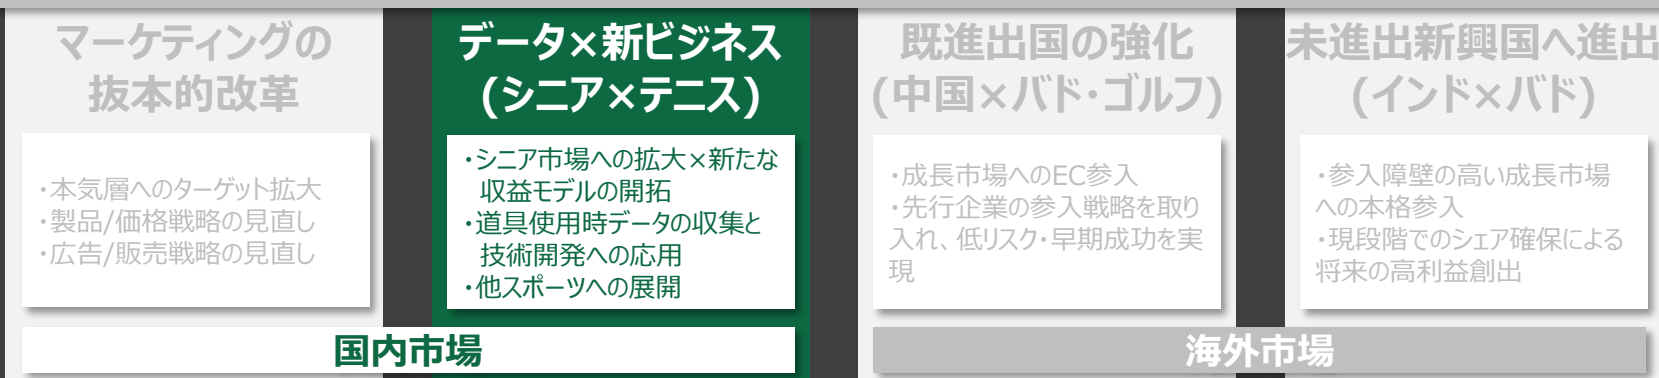 マーケティングの
抜本的改革
・本気層へのターゲット拡大
・製品/価格戦略の見直し
・広告/販売戦略の見直し
データ×新ビジネス
(シニア×テニス)
・シニア市場への拡大×新たな
収益モデルの開拓
・道具使用時データの収集と
技術開発への応用
・他スポーツへの展開
国内市場
既進出国の強化
(中国×バド・ゴルフ)
・成長市場へのEC参入
・先行企業の参入戦略を取り
入れ、低リスク・早期成功を実
現
未進出新興国へ進出
(インド×バド)
・参入障壁の高い成長市場
への本格参入
・現段階でのシェア確保による
将来の高利益創出
海外市場